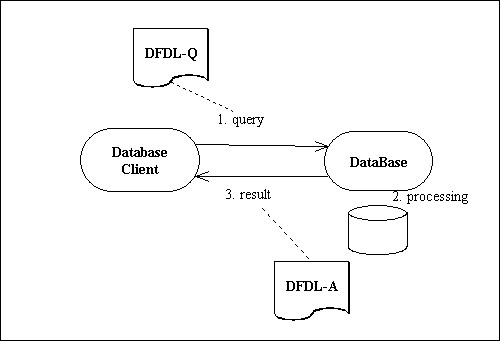 DFDL-Q
1. query
Database
Client
DataBase
3. result
2. processing
DFDL-A